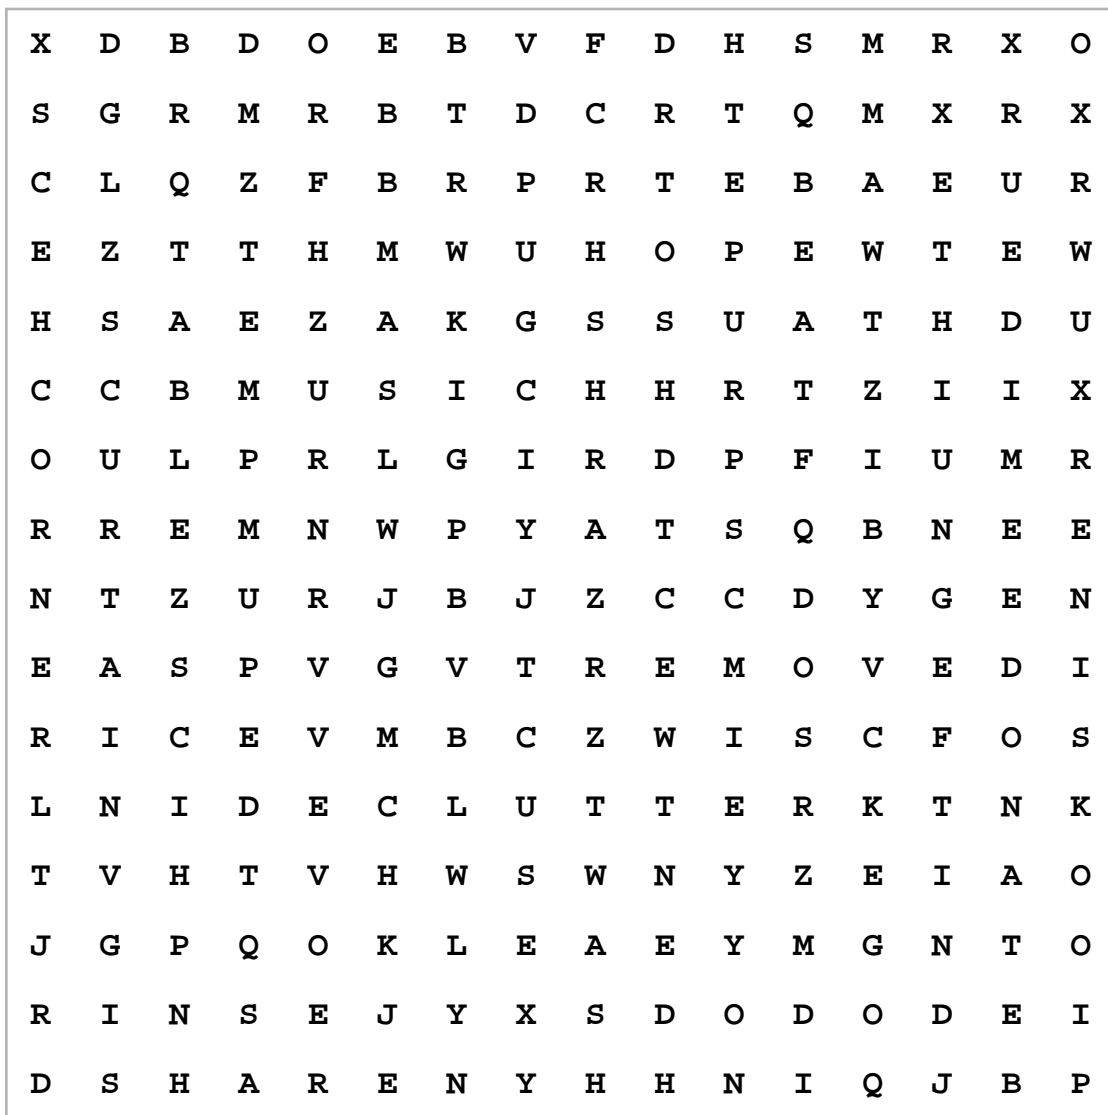 X D B D O E B V F D H S M R X O
S G R M R B T D C R T Q M X R X
C L Q Z F B R P R T E B A E U R
E Z T T H M W U H O P E W T E W
H S A E Z A K G S S U A T H D U
C C B M U S I C H H R T Z I I X
O U L P R L G I R D P F I U M R
R R E M N W P Y A T S Q B N E E
N T Z U R J B J Z C C D Y G E N
E A S P V G V T R E M O V E D I
R I C E V M B C Z W I S C F O S
L N I D E C L U T T E R K T N K
T V H T V H W S W N Y Z E I A O
J G P Q O K L E A E Y M G N T O
R I N S E J Y X S D O D O D E I
D S H A R E N Y H H N I Q J B P